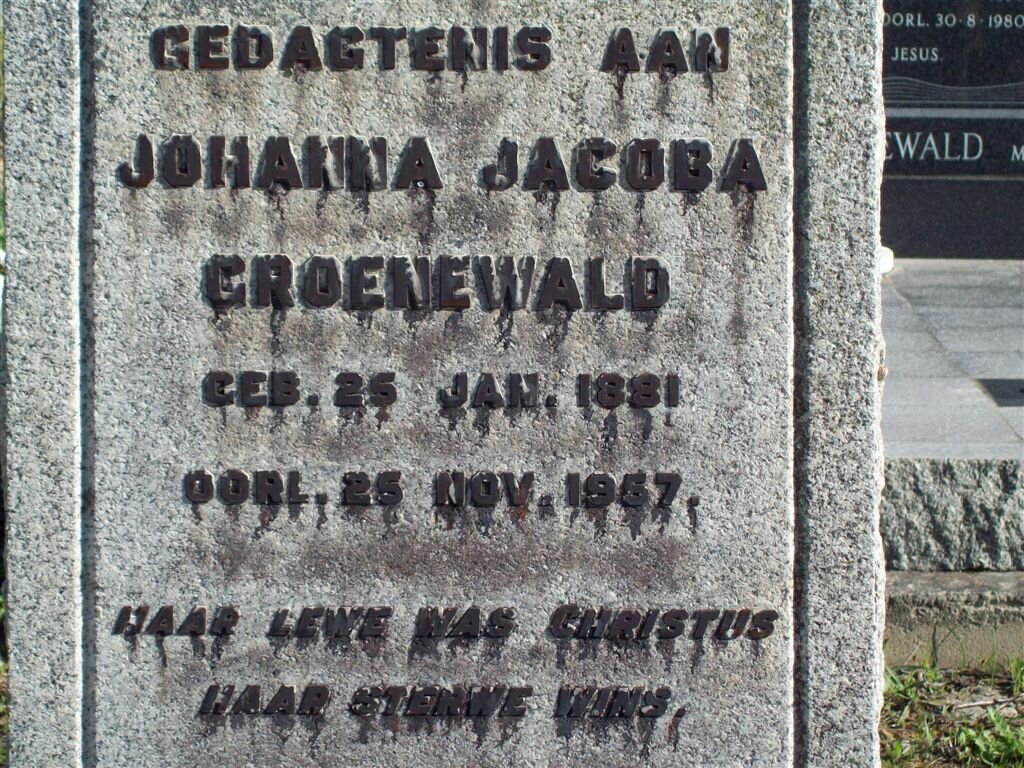 GEDAGTENIS AAN
JOHANNA JACOBA
GROENEWALD
GEB. 25 JAN. 1881
OORL. 25 NOV. 1957.
HAAR LEWE WAS CHRISTUS
HAAR STERWE WINS.
OORL. 30·8·1980
JESUS.
EWALD M